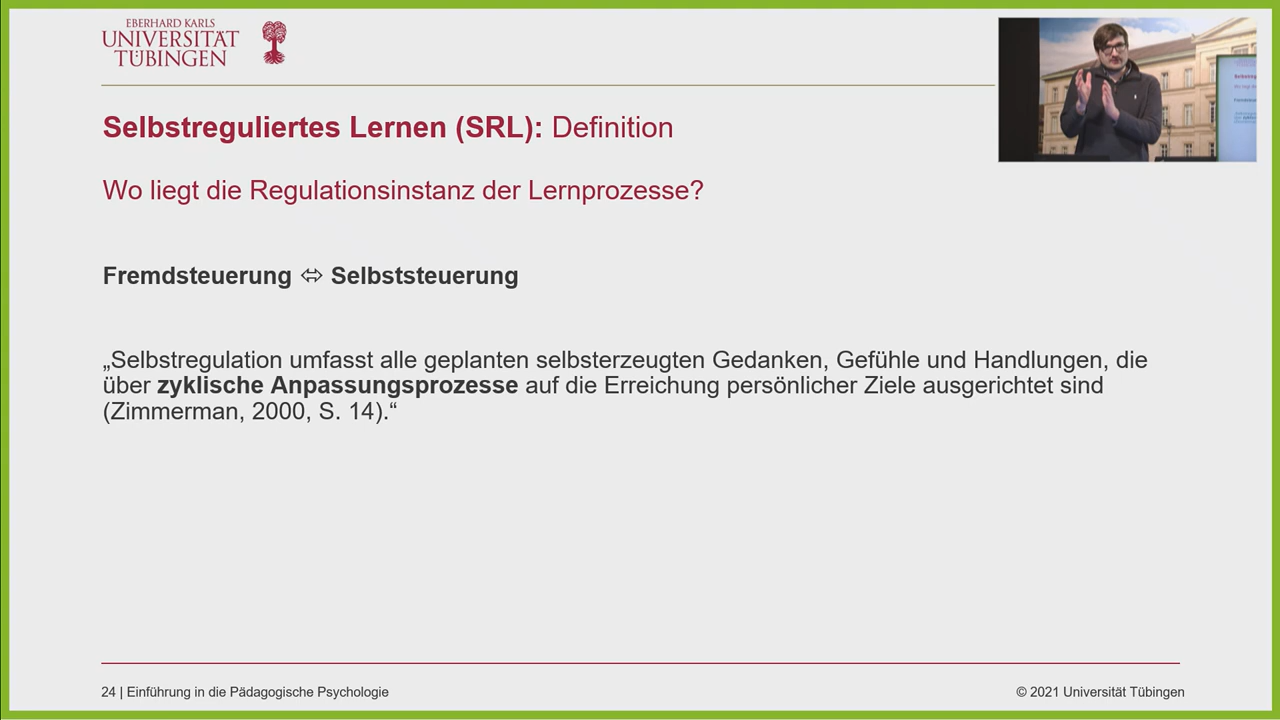 EBERHARD KARLS
UNIVERSITÄT
TÜBINGEN
Selbstreguliertes Lernen (SRL): Definition
Wo liegt die Regulationsinstanz der Lernprozesse?
Fremdsteuerung ⬄ Selbststeuerung
„Selbstregulation umfasst alle geplanten selbsterzeugten Gedanken, Gefühle und Handlungen, die
über zyklische Anpassungsprozesse auf die Erreichung persönlicher Ziele ausgerichtet sind
(Zimmerman, 2000, S. 14).“
24 | Einführung in die Pädagogische Psychologie
© 2021 Universität Tübingen